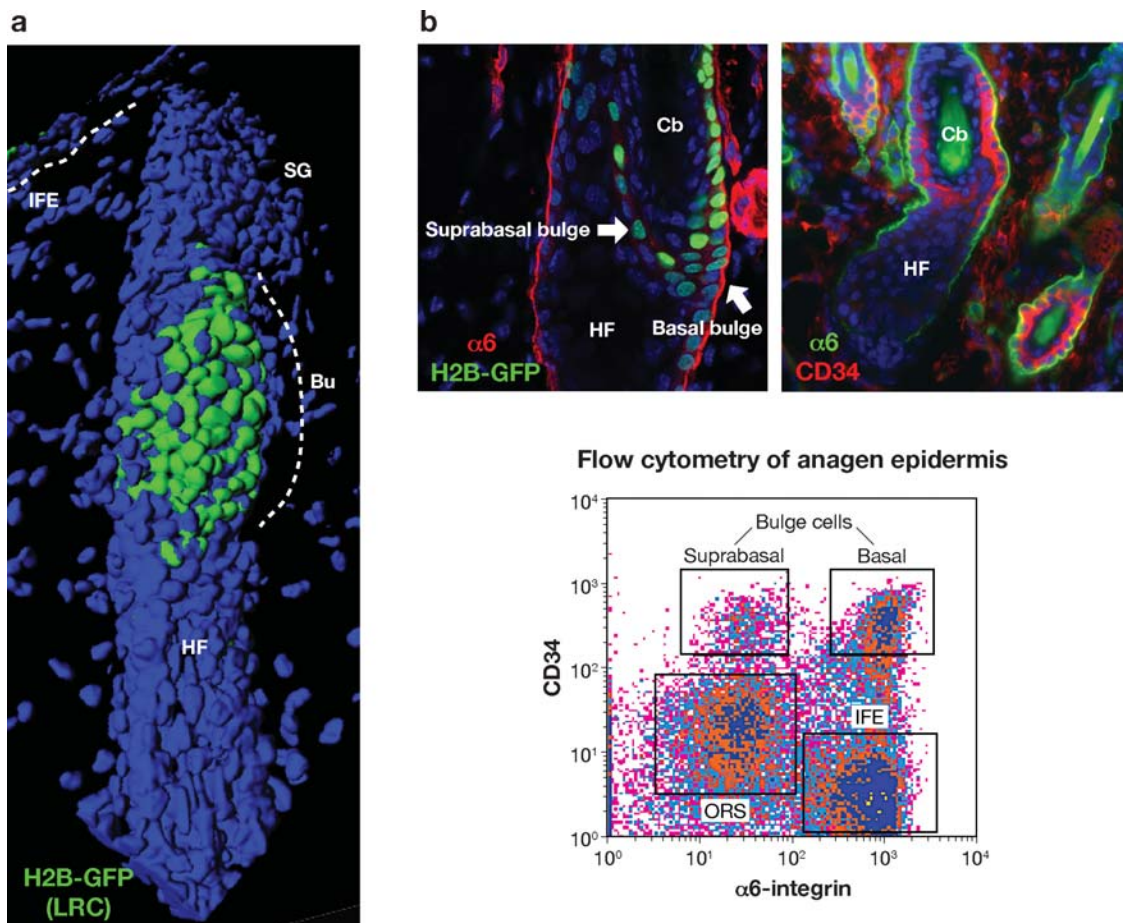 a
IFE
SG
Bu
HF
H2B-GFP
(LRC)
b
Cb
Suprabasal bulge
HF
Basal bulge
α6
H2B-GFP
Cb
HF
α6
CD34
Flow cytometry of anagen epidermis
10⁴
10³
10²
10¹
10⁰
CD34
Bulge cells
Suprabasal
Basal
IFE
ORS
10⁰ 10¹ 10² 10³ 10⁴
α6-integrin